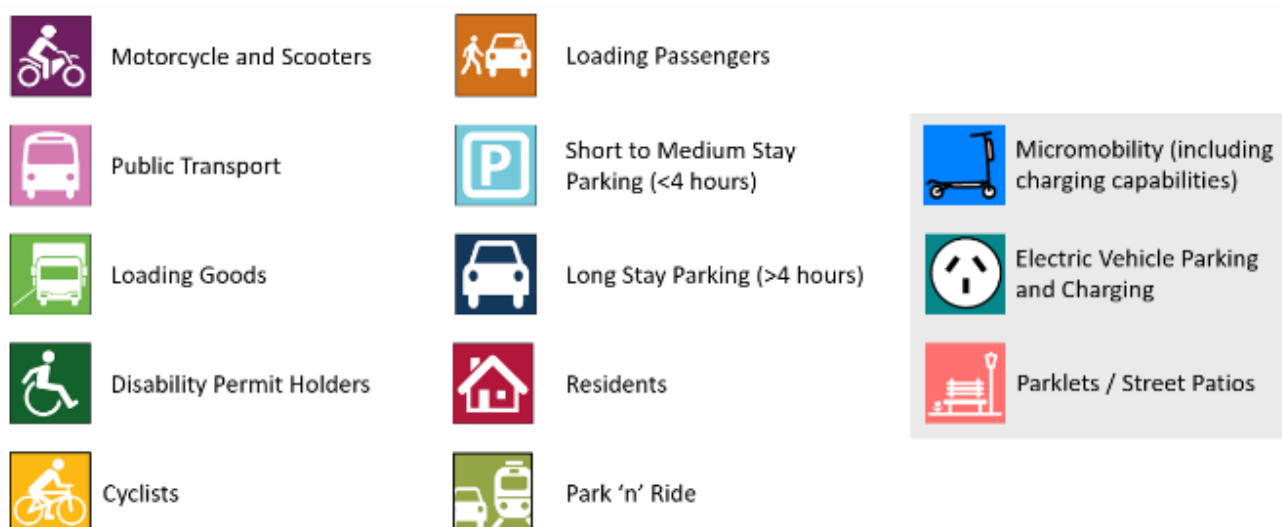 Motorcycle and Scooters
Public Transport
Loading Goods
Disability Permit Holders
Cyclists
Loading Passengers
P
Short to Medium Stay
Parking (<4 hours)
Long Stay Parking (>4 hours)
Residents
Park ‘n’ Ride
Micromobility (including
charging capabilities)
Electric Vehicle Parking
and Charging
Parklets / Street Patios